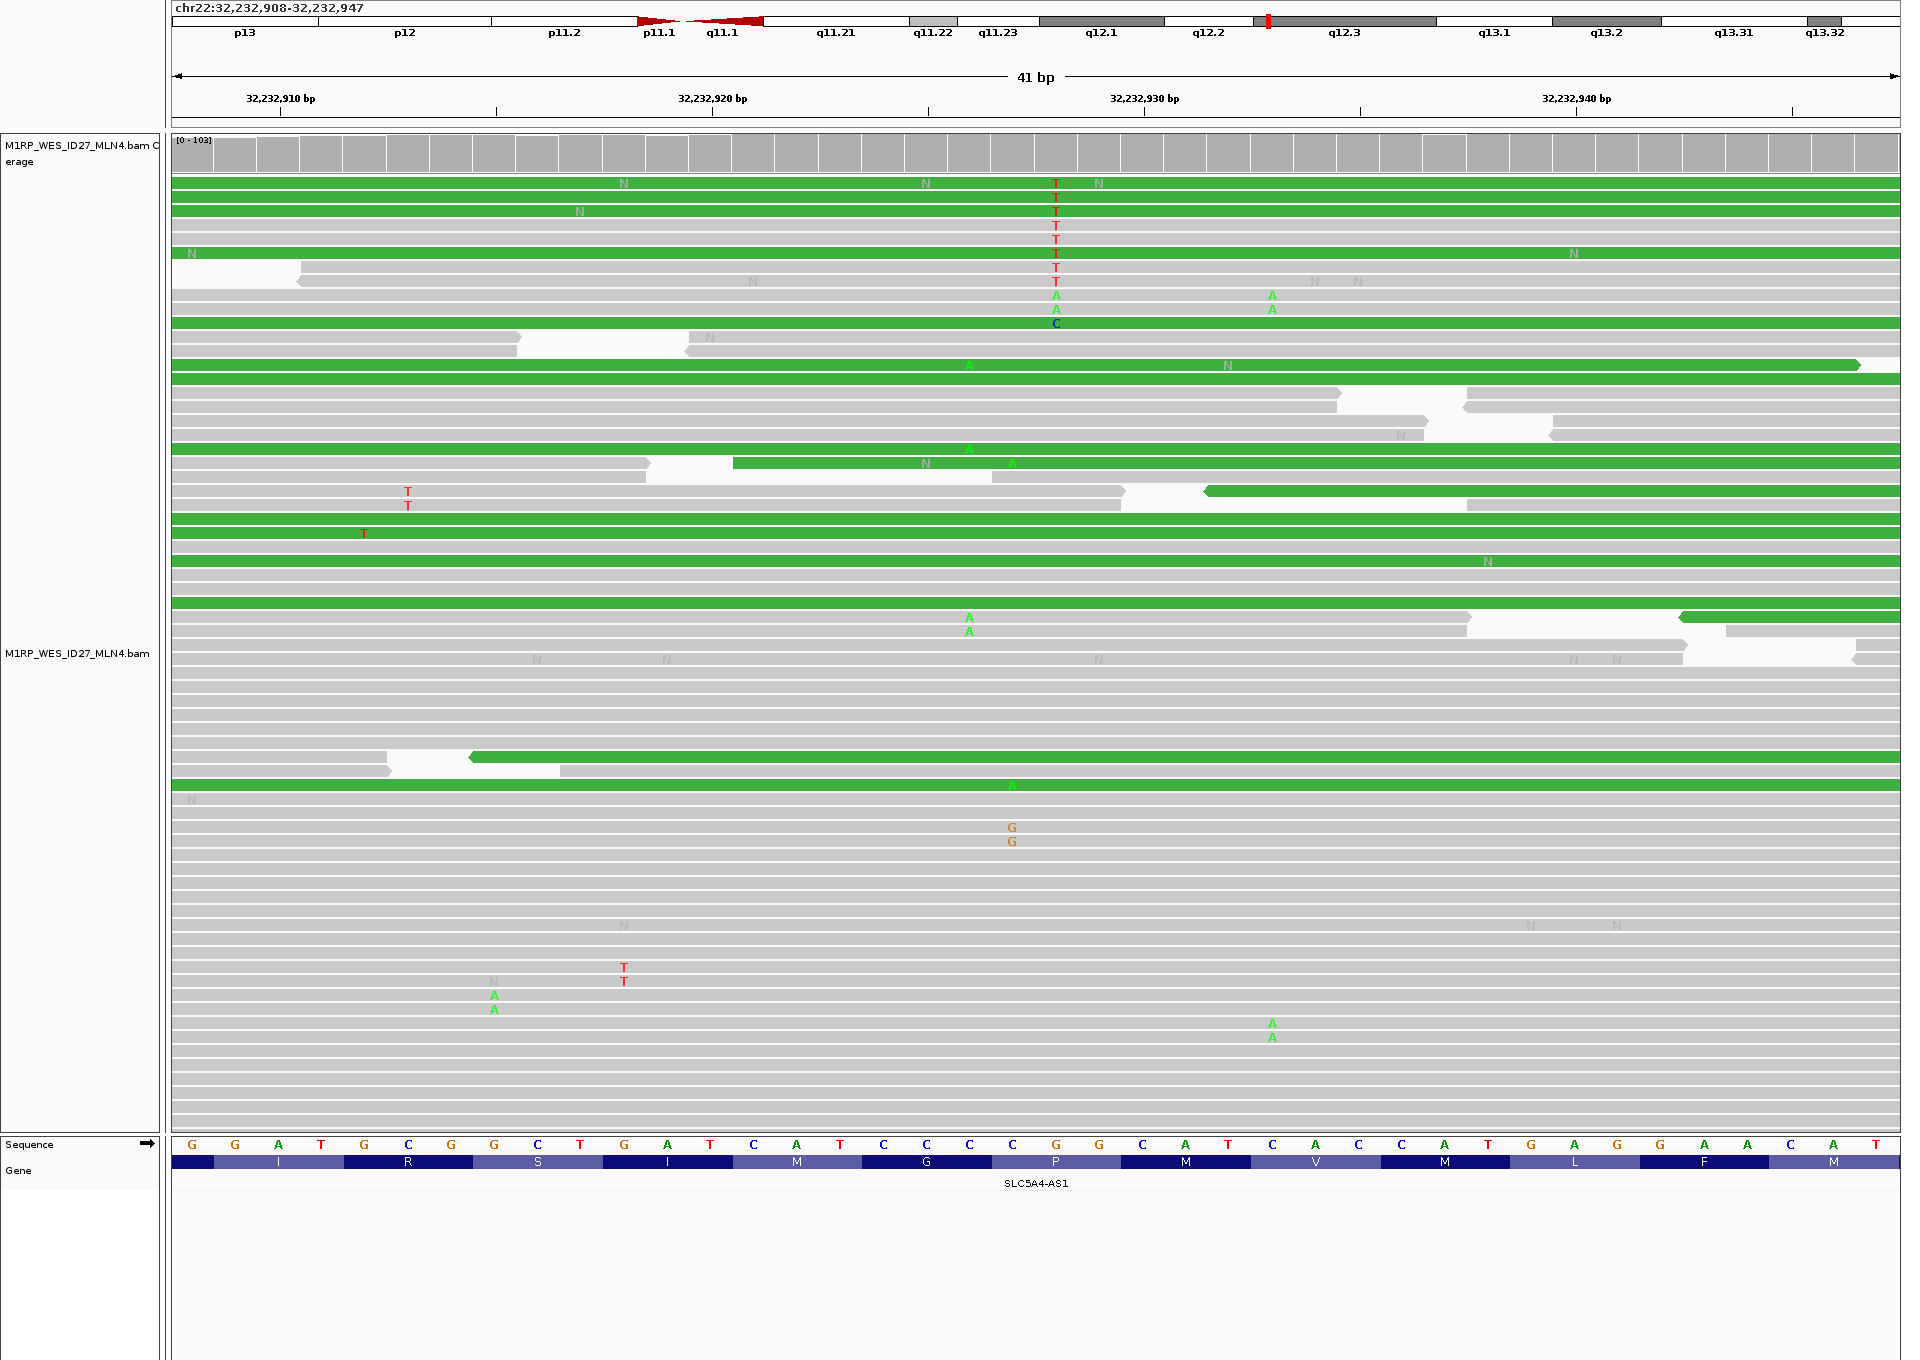 chr22:32,232,908-32,232,947
p13 p12 p11.2 p11.1 q11.1 q11.21 q11.22 q11.23 q12.1 q12.2 q12.3 q13.1 q13.2 q13.31 q13.32
41 bp
32,232,910 bp 32,232,920 bp 32,232,930 bp 32,232,940 bp
M1RP_WES_ID27_MLN4.bam C
erage
[0 - 103]
N N T N
T
N T
T
T
N T N
T
N T N N
A A
A A
C
N
A N
N
A
N A
T
T
T
N
A
A
M1RP_WES_ID27_MLN4.bam
N N N N N
A
N
G
G
N N N
T
N T
A
A
A
A
Sequence G G A T G C G G C T G A T C A T C C C C G G C A T C A C C A T G A G G A A C A T
Gene I R S I M G P M V M L F M
SLC5A4-AS1